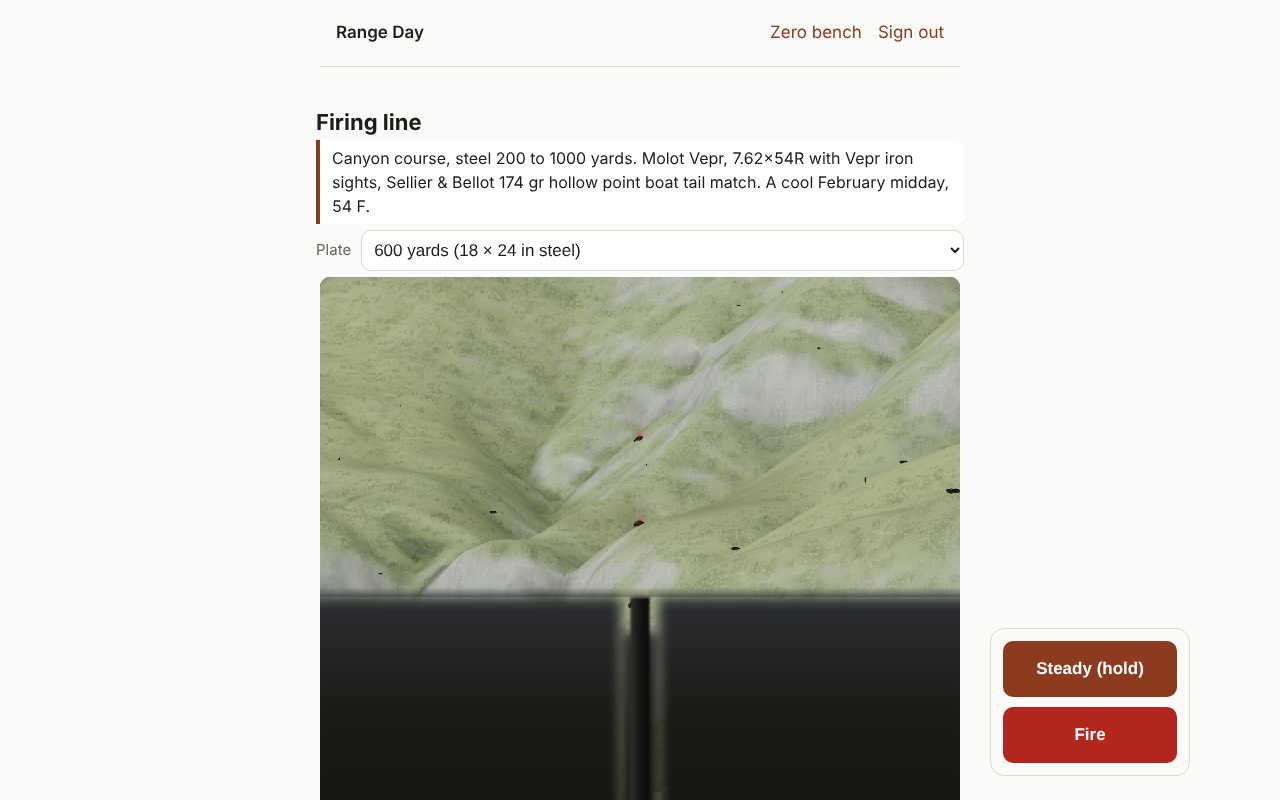 Range Day
Zero bench
Sign out
Firing line
Canyon course, steel 200 to 1000 yards. Molot Vepr, 7.62×54R with Vepr iron
sights, Sellier & Bellot 174 gr hollow point boat tail match. A cool February midday,
54 F.
Plate
600 yards (18 × 24 in steel)
Steady (hold)
Fire